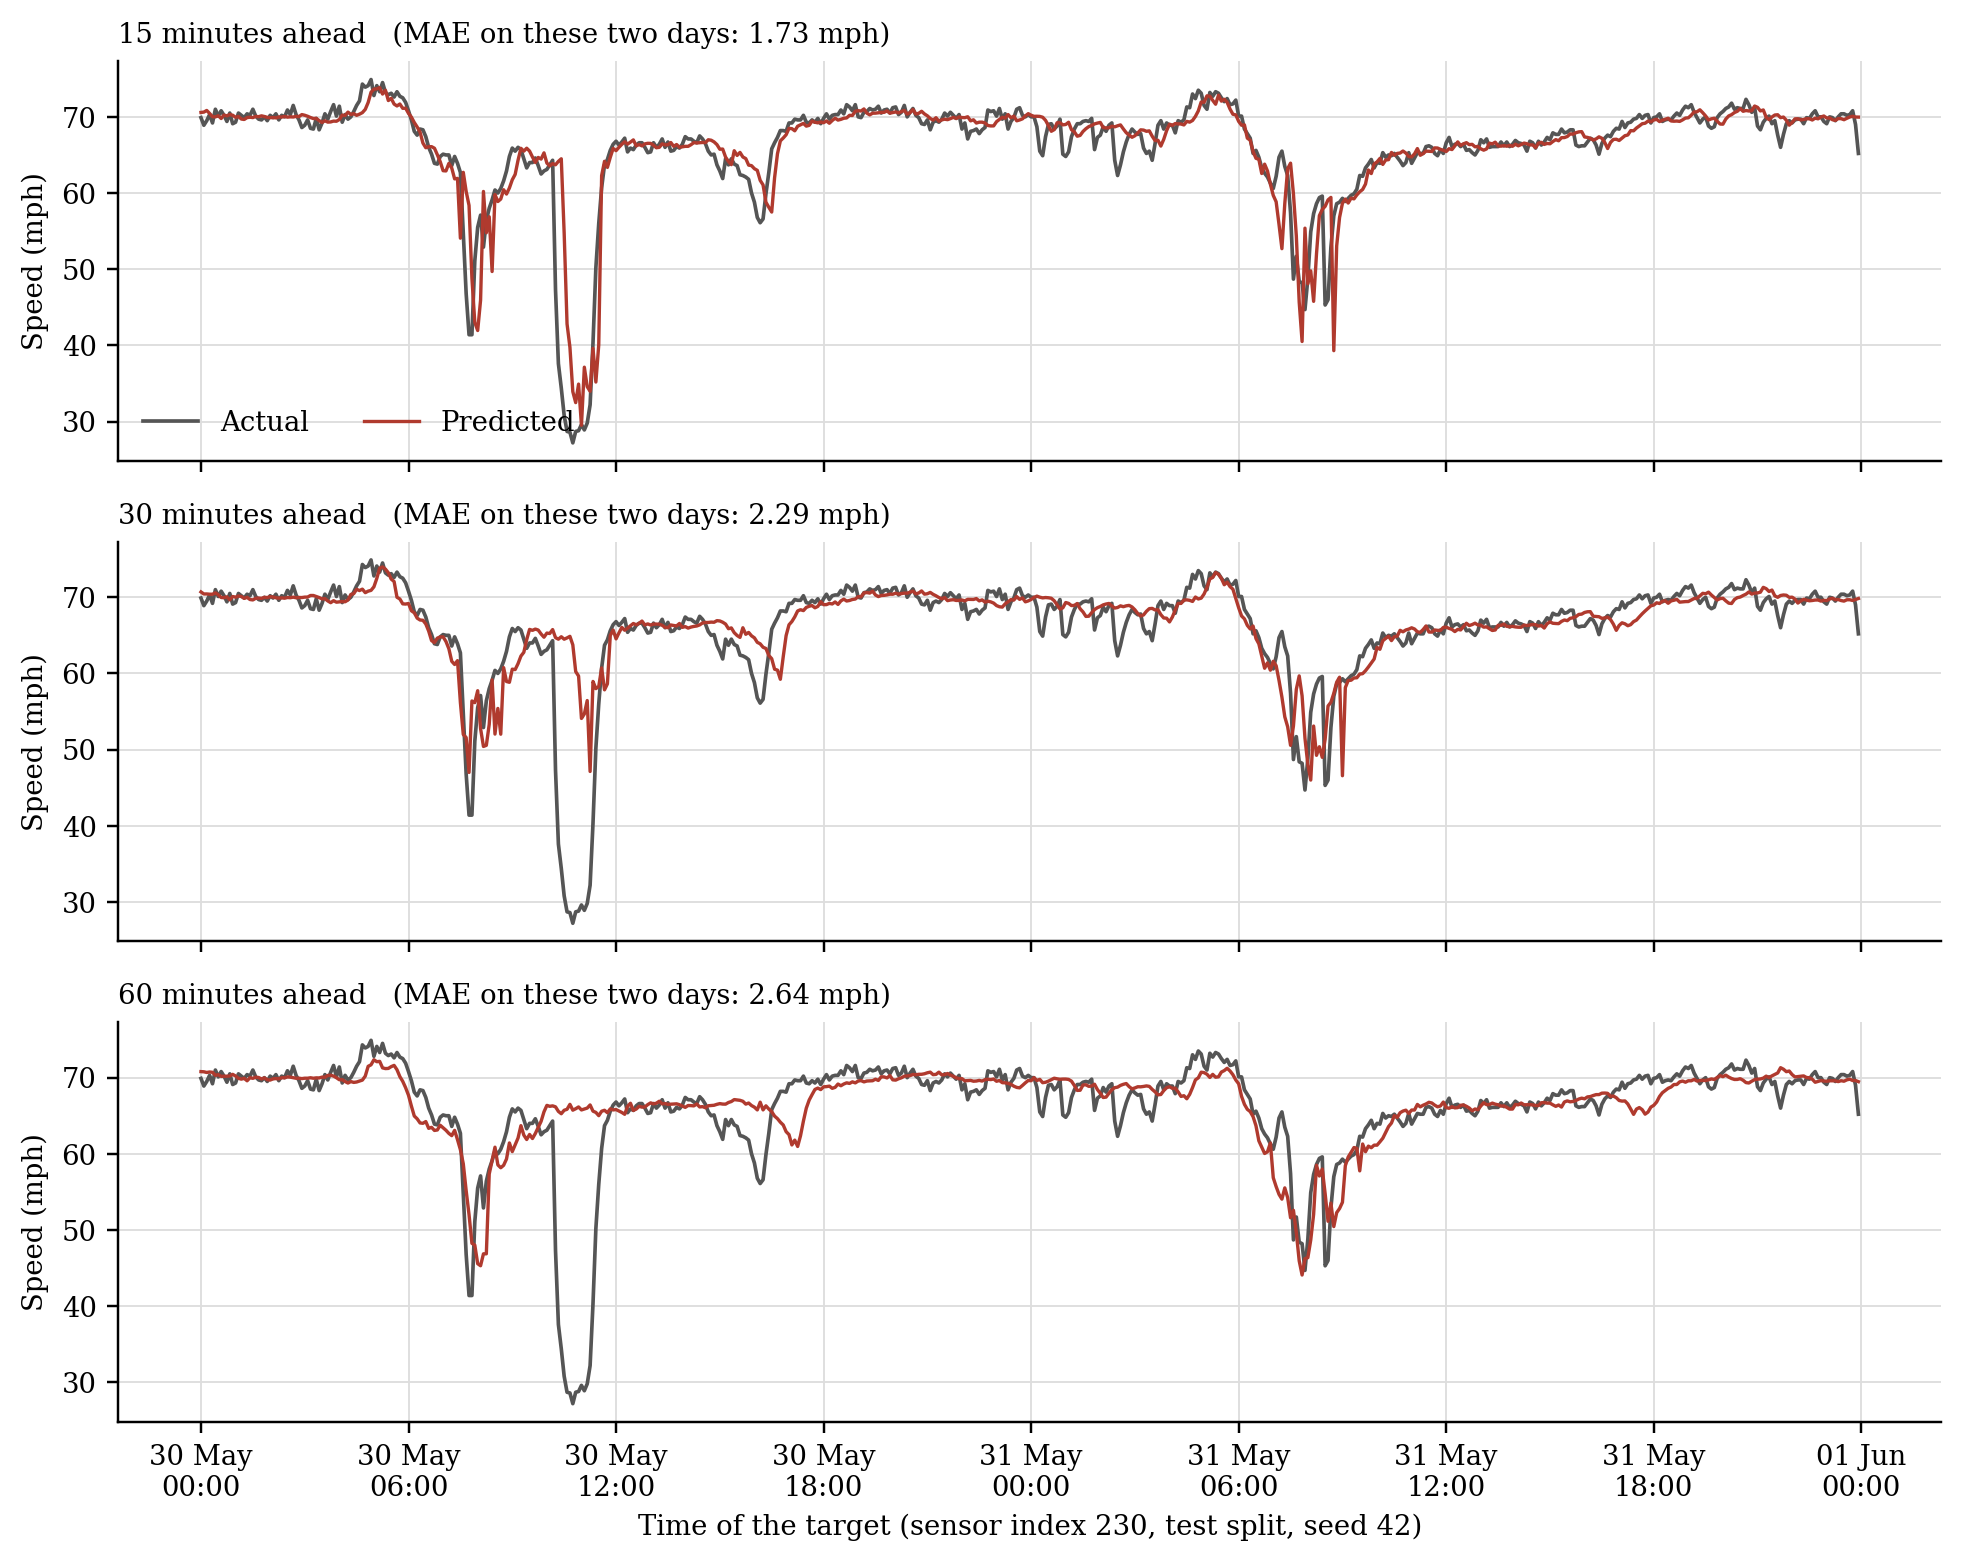 15 minutes ahead (MAE on these two days: 1.73 mph)
Speed (mph)
70
60
50
40
30
Actual
Predicted
30 minutes ahead (MAE on these two days: 2.29 mph)
Speed (mph)
70
60
50
40
30
60 minutes ahead (MAE on these two days: 2.64 mph)
Speed (mph)
70
60
50
40
30
30 May 30 May 30 May 30 May 31 May 31 May 31 May 31 May 01 Jun
00:00 06:00 12:00 18:00 00:00 06:00 12:00 18:00 00:00
Time of the target (sensor index 230, test split, seed 42)